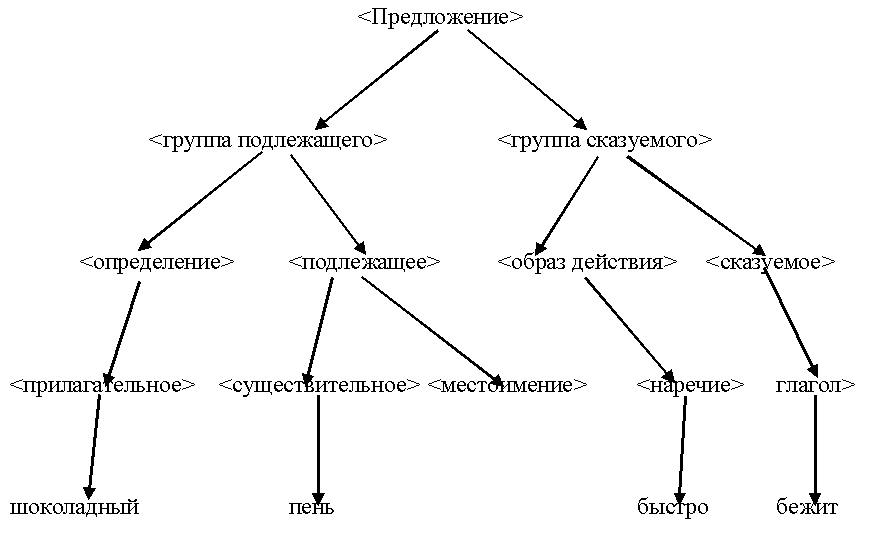 <Предложение>
<группа подлежащего> <группа сказуемого>
<определение> <подлежащее> <образ действия> <сказуемое>
<прилагательное> <существительное> <местоимение> <наречие> глагол>
шоколадный пень быстро бежит